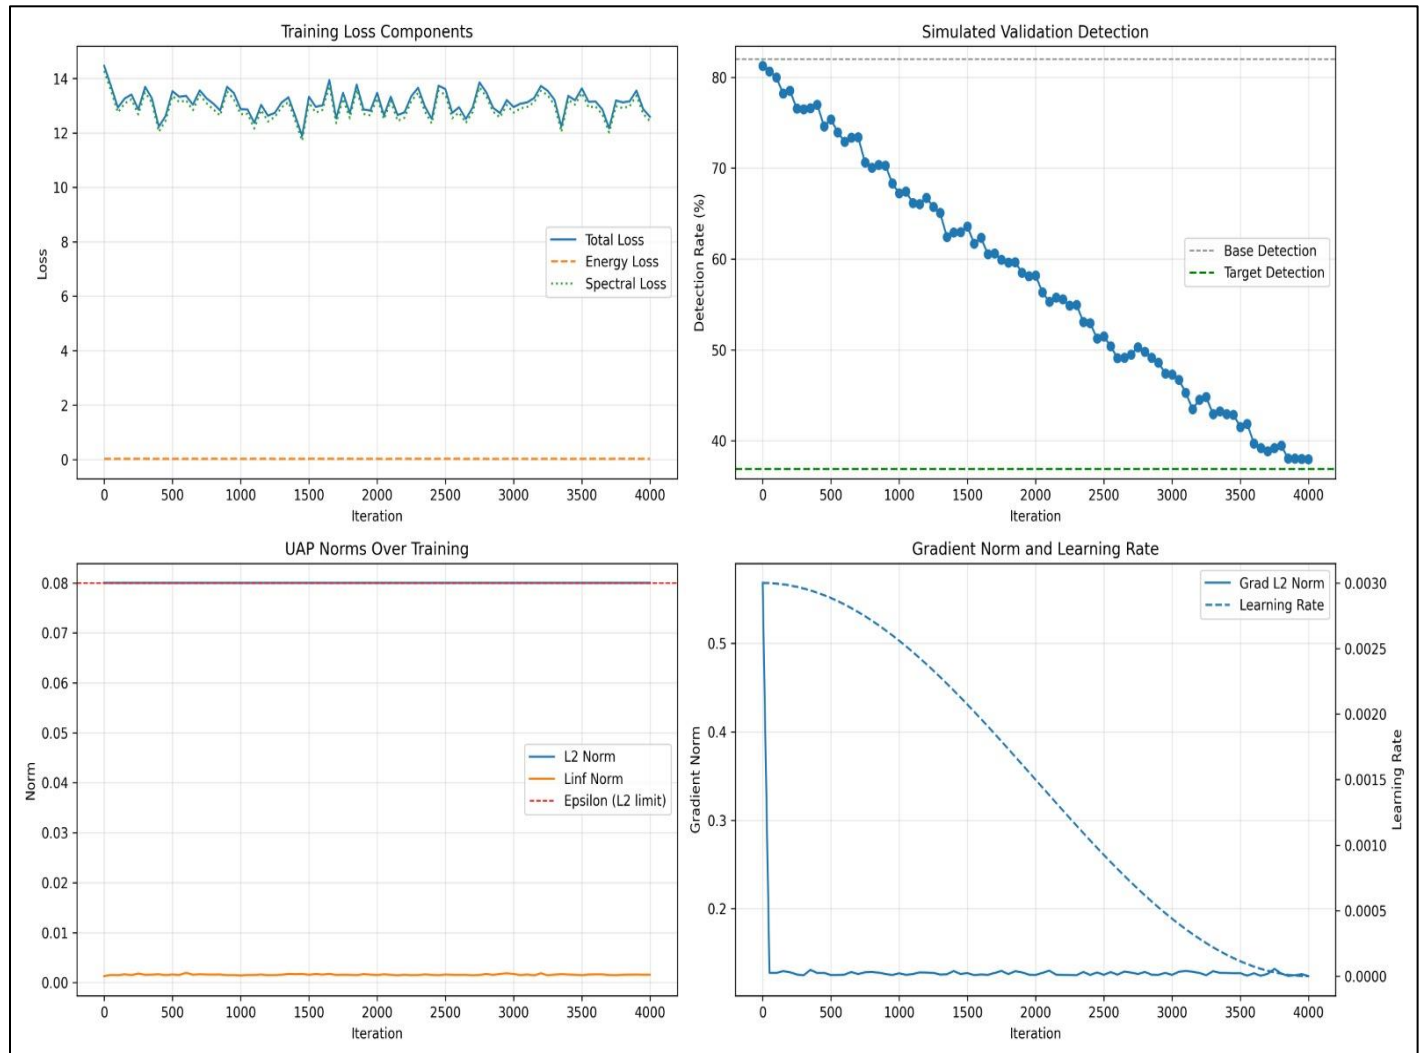 Training Loss Components
14
12
10
8
6
4
2
0
Loss
Total Loss
Energy Loss
Spectral Loss
0 500 1000 1500 2000 2500 3000 3500 4000
Iteration
Simulated Validation Detection
80
70
60
50
40
Detection Rate (%)
Base Detection
Target Detection
0 500 1000 1500 2000 2500 3000 3500 4000
Iteration
UAP Norms Over Training
0.08
0.07
0.06
0.05
0.04
0.03
0.02
0.01
0.00
Norm
L2 Norm
Linf Norm
Epsilon (L2 limit)
0 500 1000 1500 2000 2500 3000 3500 4000
Iteration
Gradient Norm and Learning Rate
0.5
0.4
0.3
0.2
Gradient Norm
Grad L2 Norm
Learning Rate
0.0030
0.0025
0.0020
0.0015
0.0010
0.0005
0.0000
Learning Rate
0 500 1000 1500 2000 2500 3000 3500 4000
Iteration